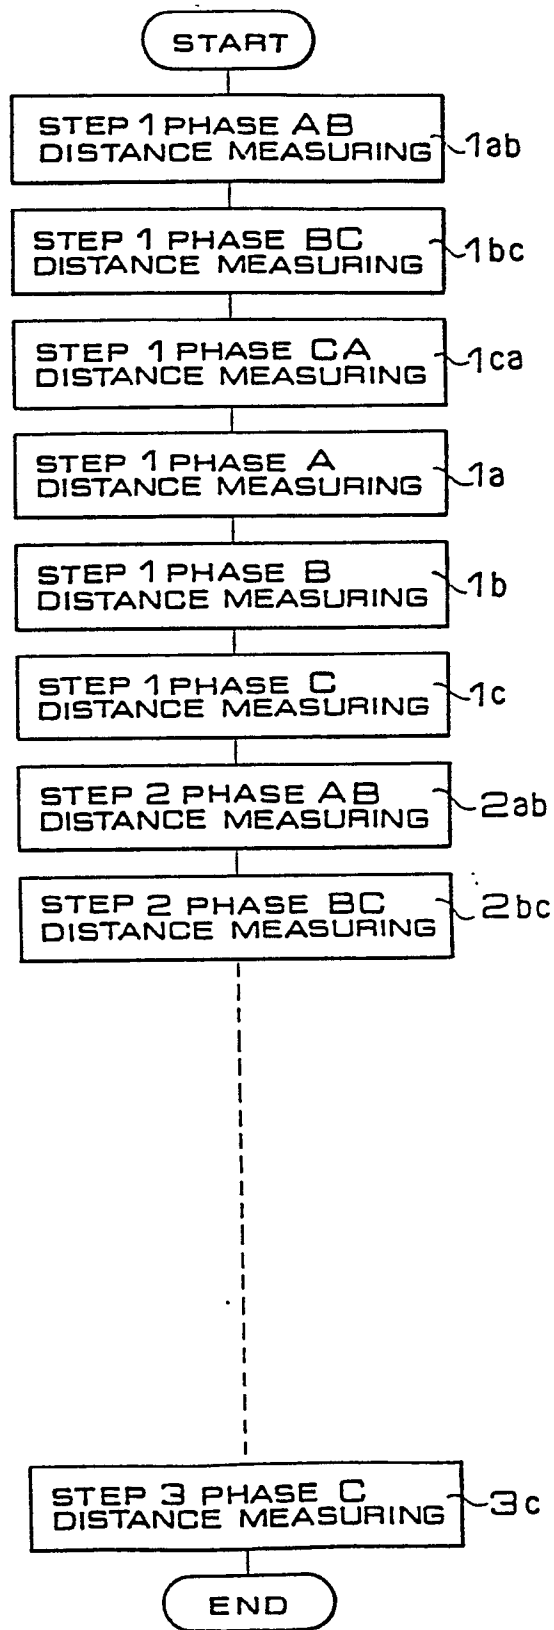 START
STEP 1 PHASE AB
DISTANCE MEASURING
1ab
STEP 1 PHASE BC
DISTANCE MEASURING
1bc
STEP 1 PHASE CA
DISTANCE MEASURING
1ca
STEP 1 PHASE A
DISTANCE MEASURING
1a
STEP 1 PHASE B
DISTANCE MEASURING
1b
STEP 1 PHASE C
DISTANCE MEASURING
1c
STEP 2 PHASE AB
DISTANCE MEASURING
2ab
STEP 2 PHASE BC
DISTANCE MEASURING
2bc
STEP 3 PHASE C
DISTANCE MEASURING
3c
END